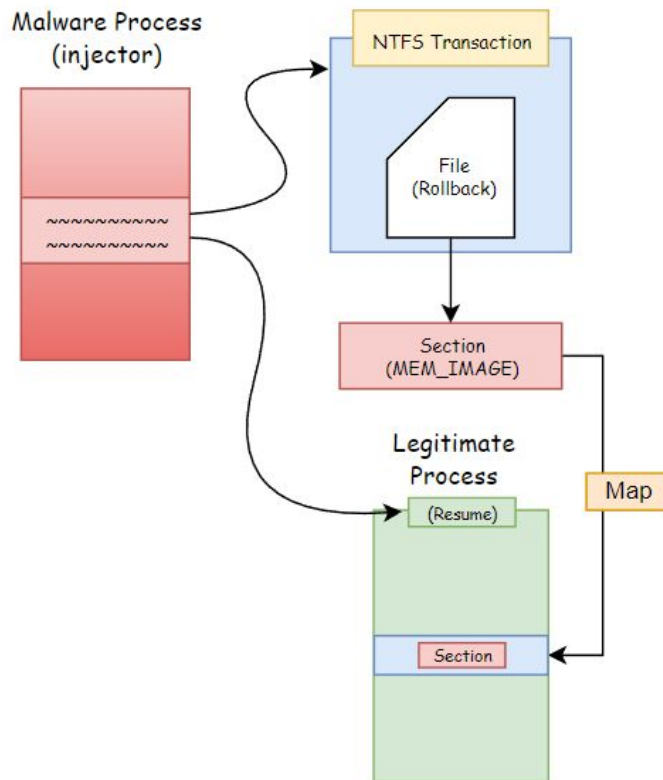 Malware Process
(injector)
~~~~~~~~~~
~~~~~~~~~~
NTFS Transaction
File
(Rollback)
Section
(MEM_IMAGE)
Legitimate
Process
(Resume)
Map
Section